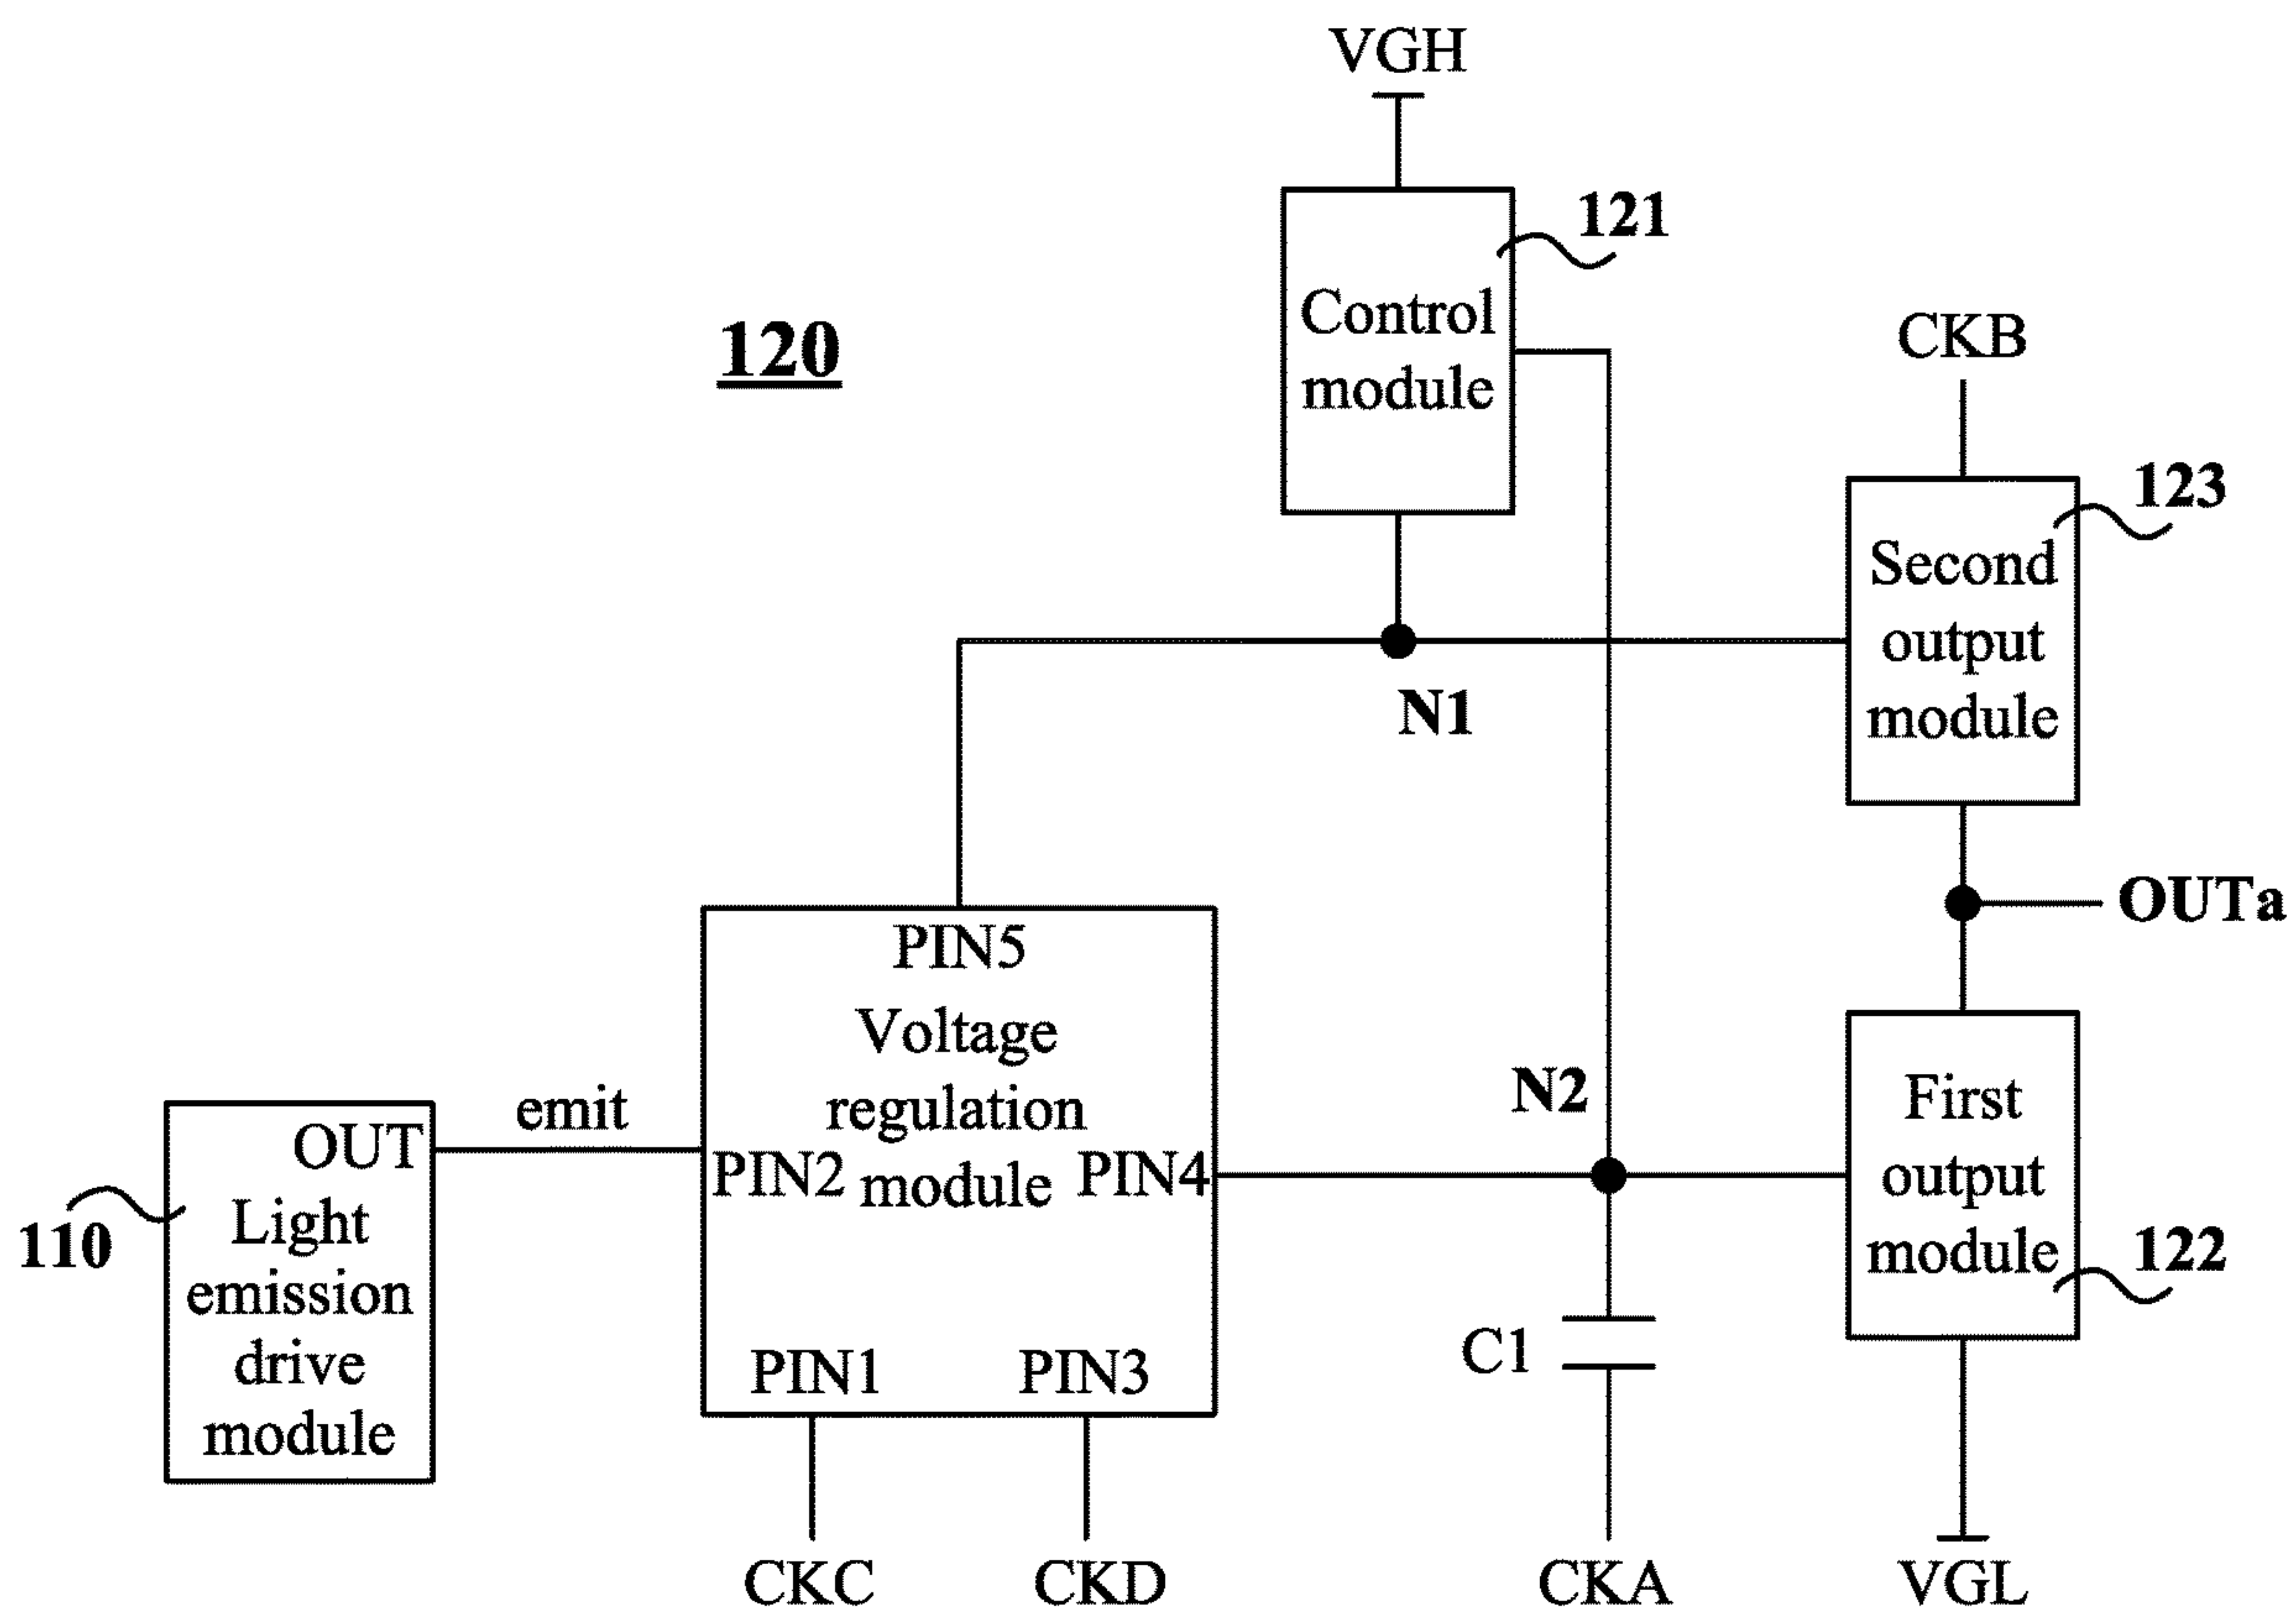 VGH
121
Control
module
120
CKB
123
Second
output
module
N1
OUTa
PIN5
Voltage
regulation
module
PIN2
PIN4
PIN1
PIN3
emit
N2
First
output
module
122
OUT
Light
emission
drive
module
110
C1
CKC
CKD
CKA
VGL